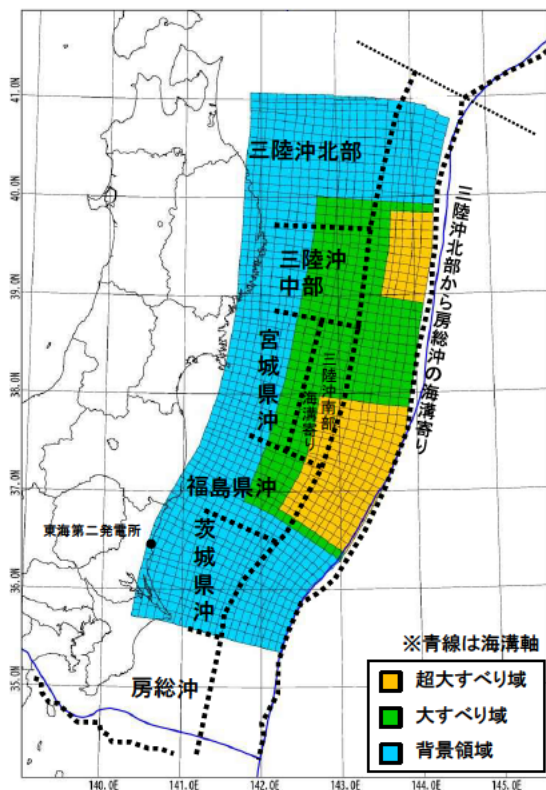 41.0N
40.0N
39.0N
38.0N
37.0N
36.0N
35.0N
三陸沖北部
三陸沖
中部
宮城県沖
三陸沖南部
海溝寄り
三陸沖北部から房総沖の海溝寄り
福島県沖
東海第二発電所
茨城県沖
房総沖
※青線は海溝軸
超大すべり域
大すべり域
背景領域
140.0E
141.0E
142.0E
143.0E
144.0E
145.0E